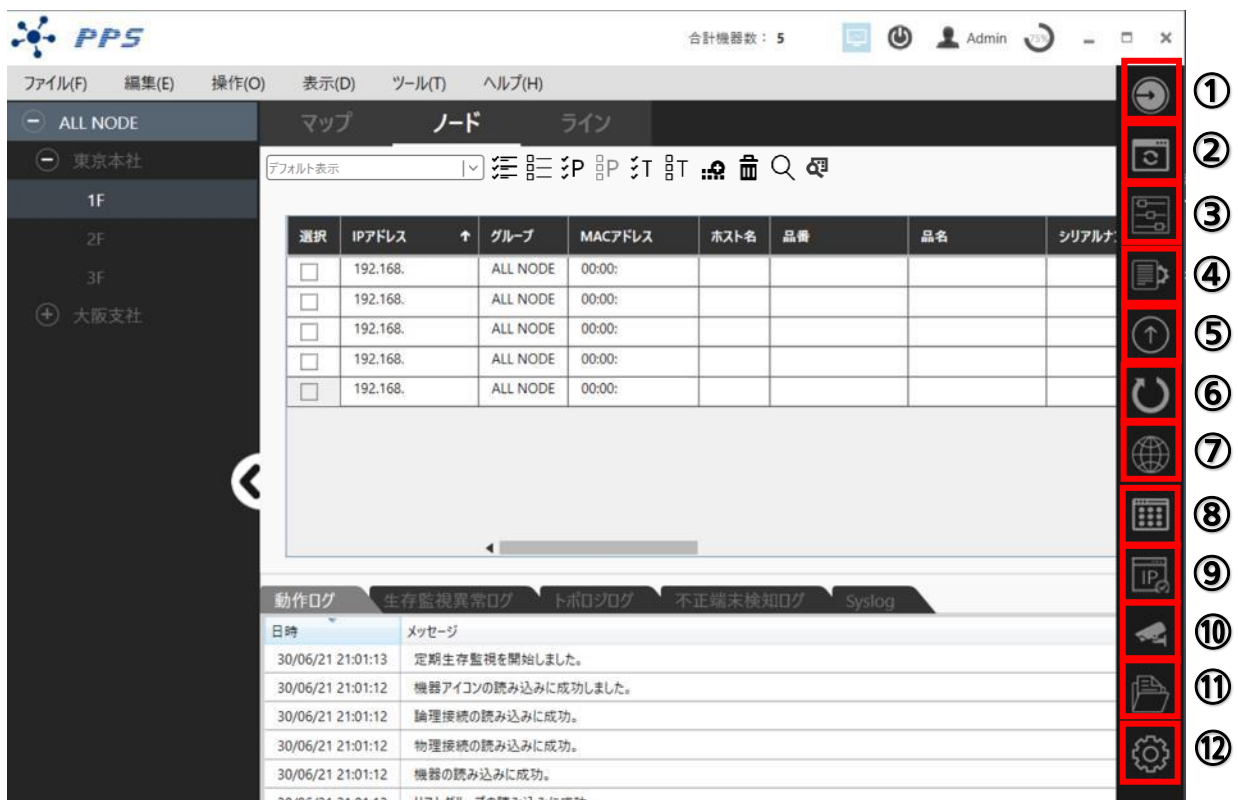 PPS 合計機器数： 5 Admin 75%
ファイル(F) 編集(E) 操作(O) 表示(D) ツール(T) ヘルプ(H)
①
ALL NODE
マップ ノード ライン
②
東京本社
デフォルト表示 P P T T
1F
③
選択 IPアドレス グループ MACアドレス ホスト名 品番 品名 シリアルナ
2F
192.168. ALL NODE 00:00:
④
3F
192.168. ALL NODE 00:00:
大阪支社
192.168. ALL NODE 00:00:
⑤
192.168. ALL NODE 00:00:
192.168. ALL NODE 00:00:
⑥
⑦
⑧
IP
⑨
動作ログ 生存監視異常ログ トポロジログ 不正端末検知ログ Syslog
日時 メッセージ
⑩
30/06/21 21:01:13 定期生存監視を開始しました。
30/06/21 21:01:12 機器アイコンの読み込みに成功しました。
⑪
30/06/21 21:01:12 論理接続の読み込みに成功。
30/06/21 21:01:12 物理接続の読み込みに成功。
⑫
30/06/21 21:01:12 機器の読み込みに成功。